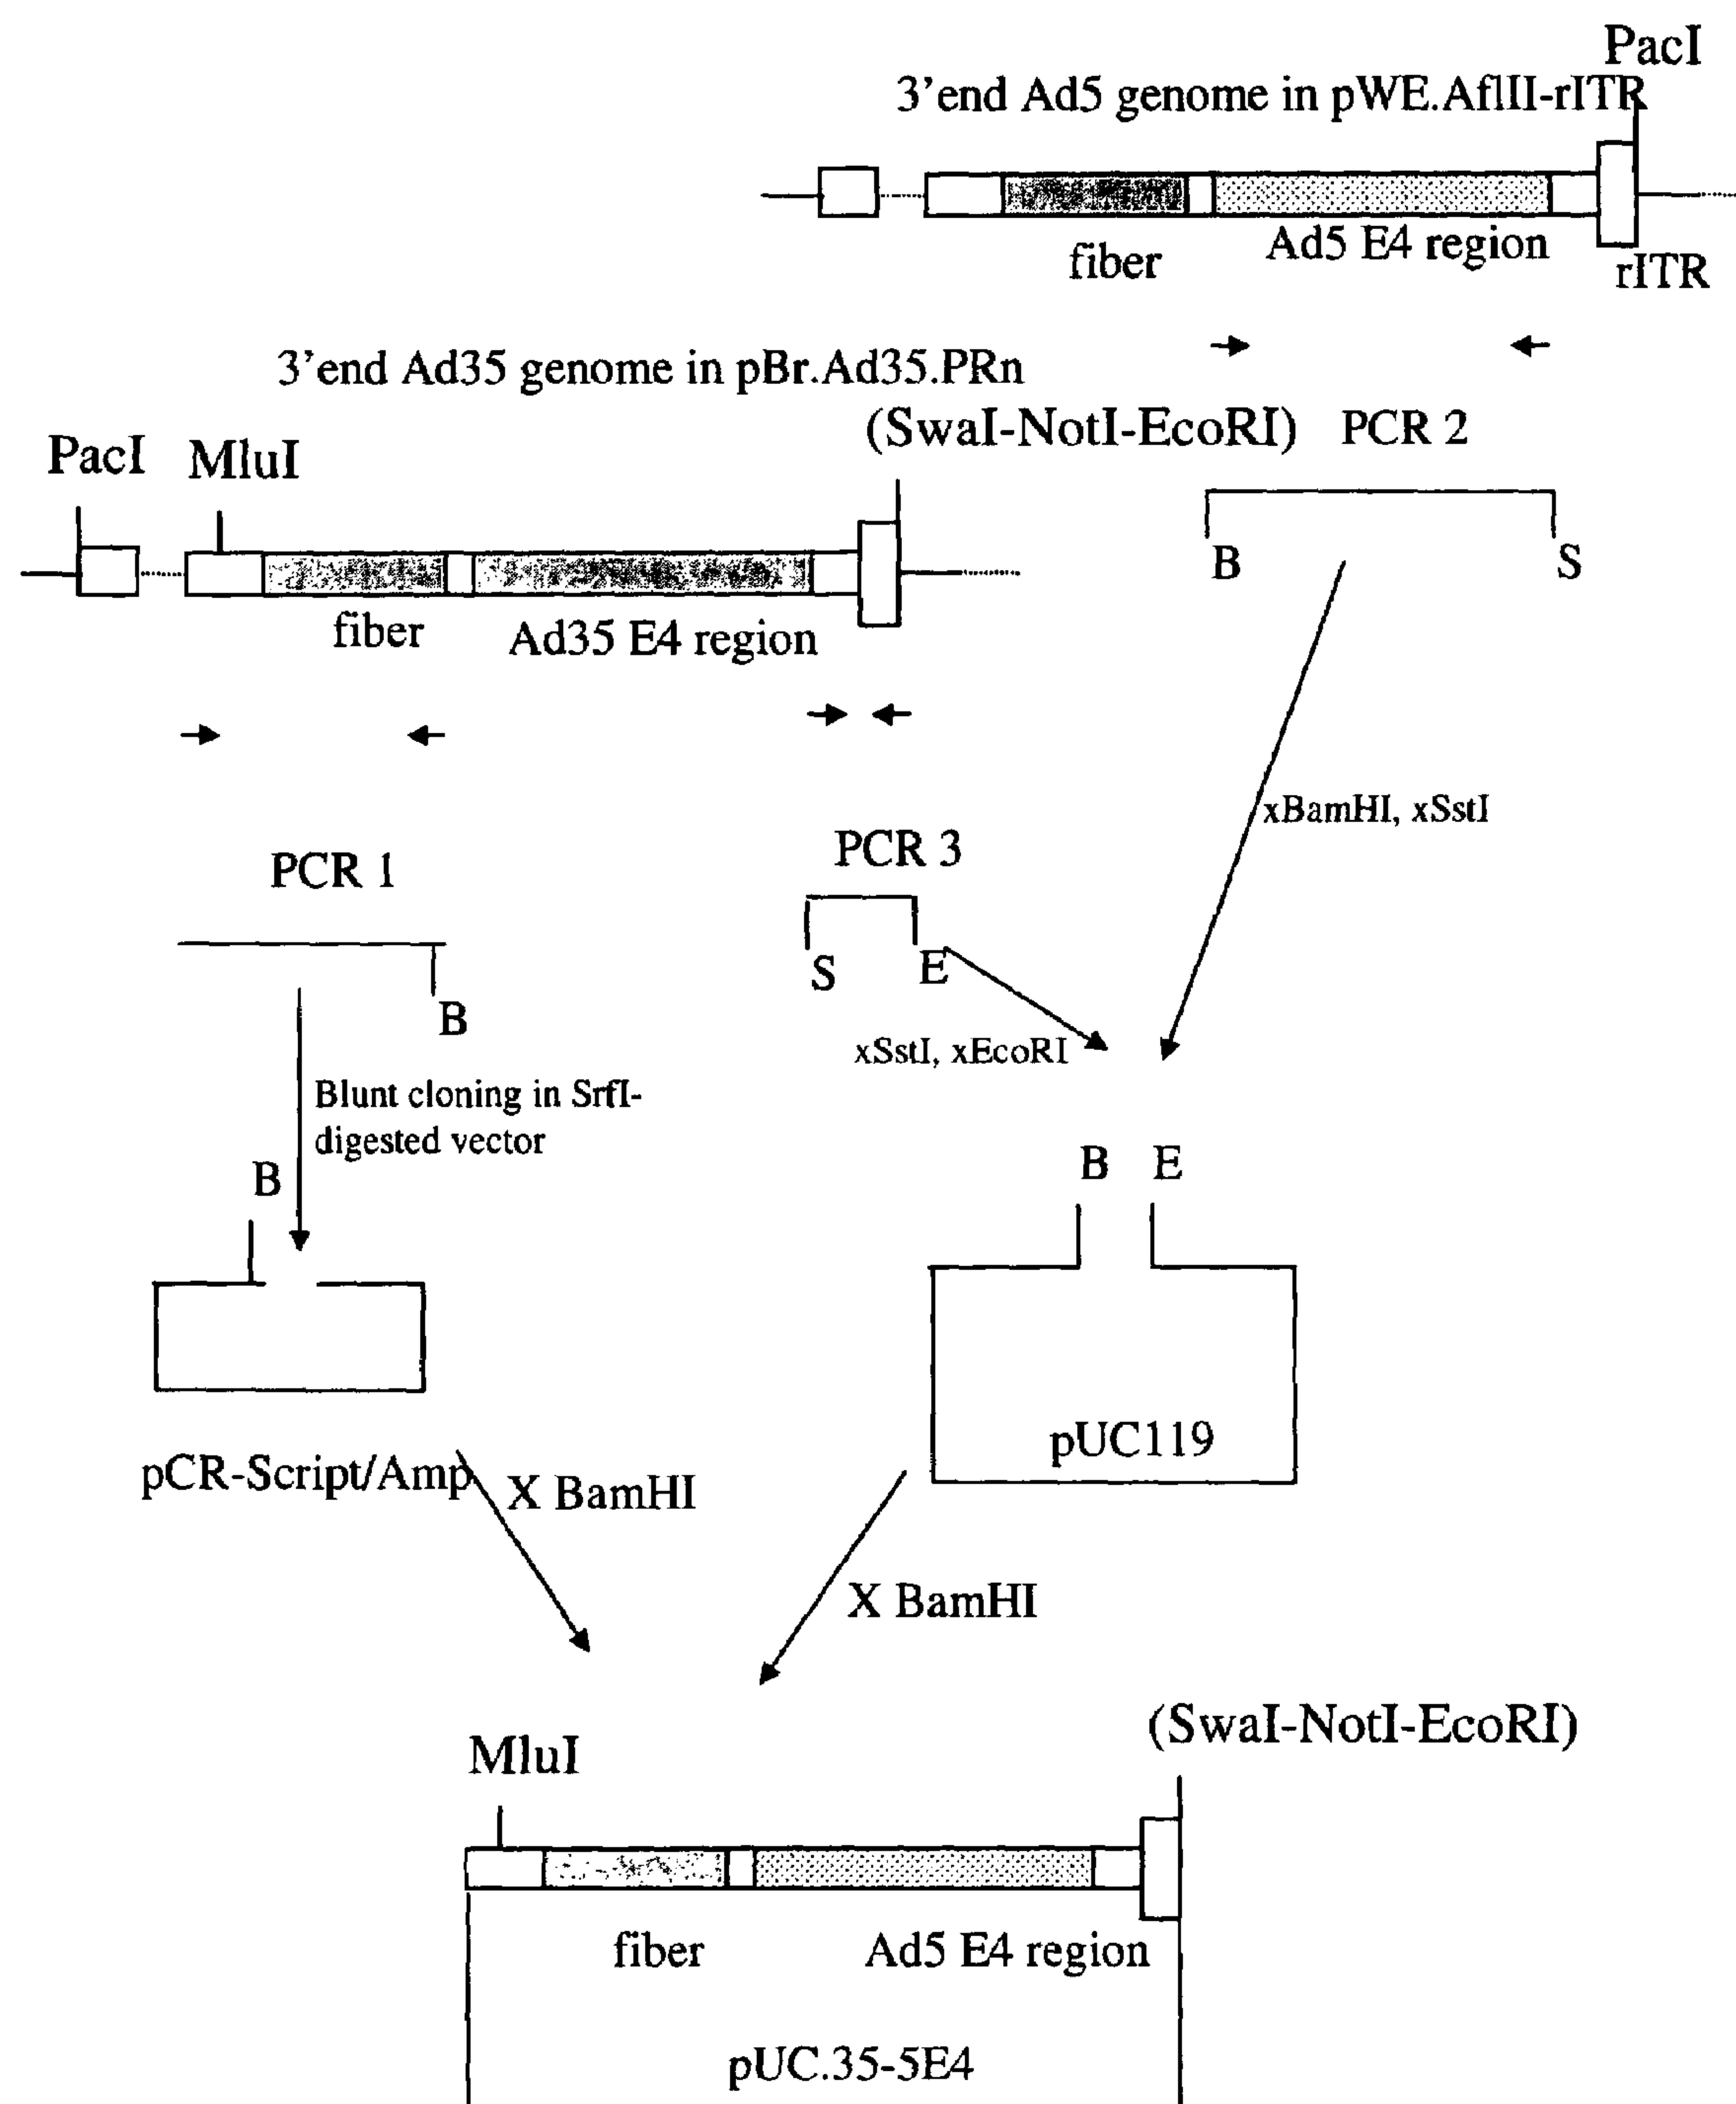 PacI
3’end Ad5 genome in pWE.AflII-rITR
fiber
Ad5 E4 region
rITR
3’end Ad35 genome in pBr.Ad35.PRn
(SwaI-NotI-EcoRI)
PCR 2
PacI
MluI
B
S
fiber
Ad35 E4 region
xBamHI, xSstI
PCR 3
PCR 1
S
E
B
xSstI, xEcoRI
Blunt cloning in SrfI-
digested vector
B
B
E
pUC119
pCR-Script/Amp
X BamHI
X BamHI
(SwaI-NotI-EcoRI)
MluI
fiber
Ad5 E4 region
pUC.35-5E4